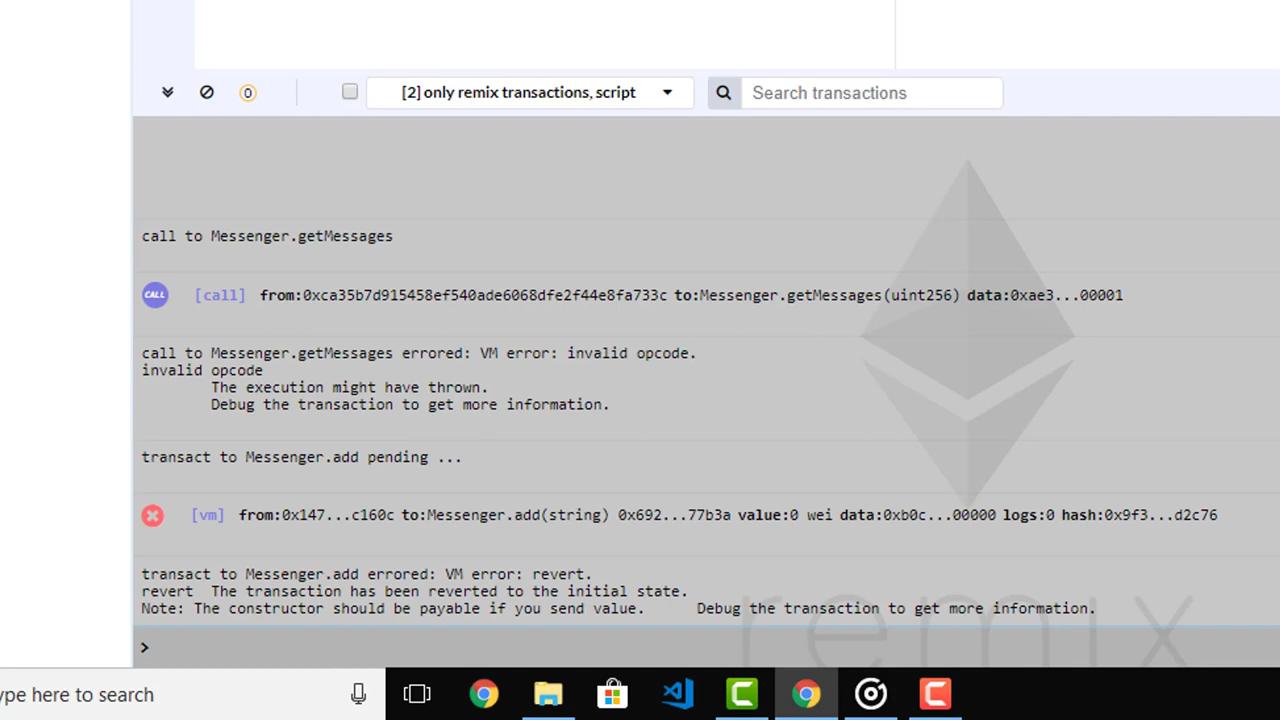 0
[2] only remix transactions, script
Search transactions
call to Messenger.getMessages
CALL [call] from:0xca35b7d915458ef540ade6068dfe2f44e8fa733c to:Messenger.getMessages(uint256) data:0xae3...00001
call to Messenger.getMessages errored: VM error: invalid opcode.
invalid opcode
The execution might have thrown.
Debug the transaction to get more information.
transact to Messenger.add pending ...
[vm] from:0x147...c160c to:Messenger.add(string) 0x692...77b3a value:0 wei data:0xb0c...00000 logs:0 hash:0x9f3...d2c76
transact to Messenger.add errored: VM error: revert.
revert The transaction has been reverted to the initial state.
Note: The constructor should be payable if you send value. Debug the transaction to get more information.
remix
>
ype here to search